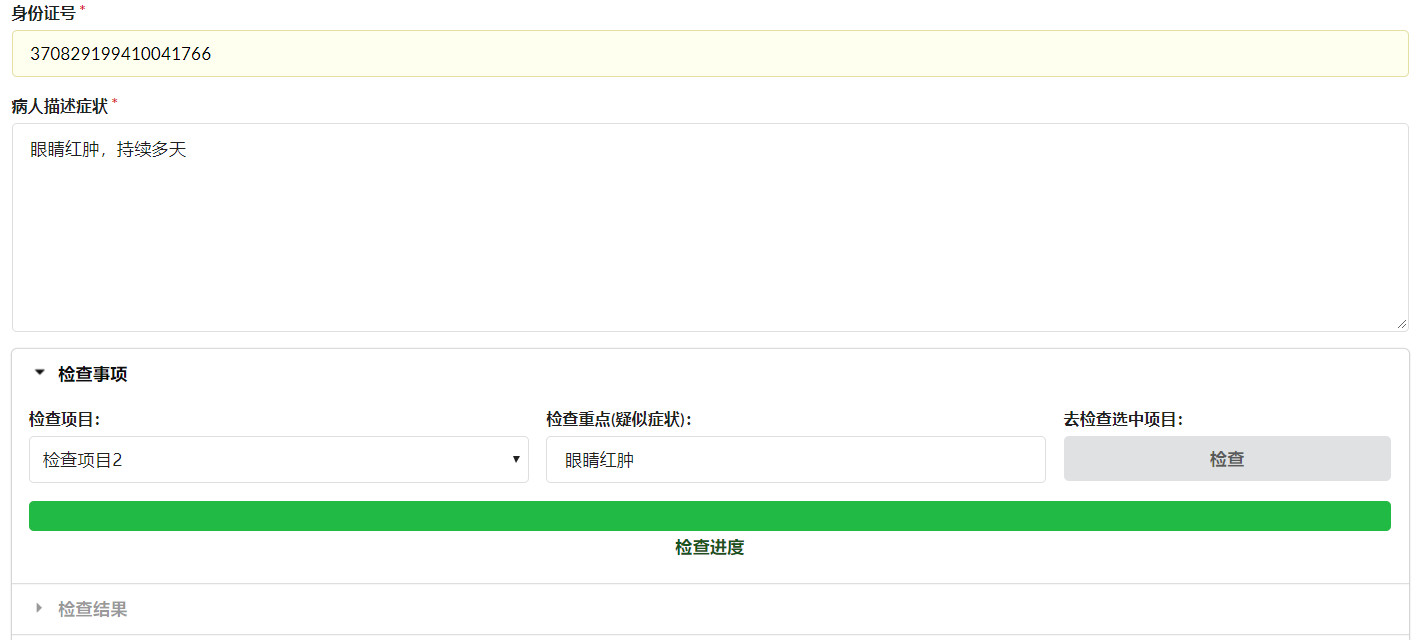 身份证号*
370829199410041766
病人描述症状*
眼睛红肿，持续多天
检查事项
检查项目： 检查重点(疑似症状)： 去检查选中项目：
检查项目2 眼睛红肿 检查
检查进度
检查结果